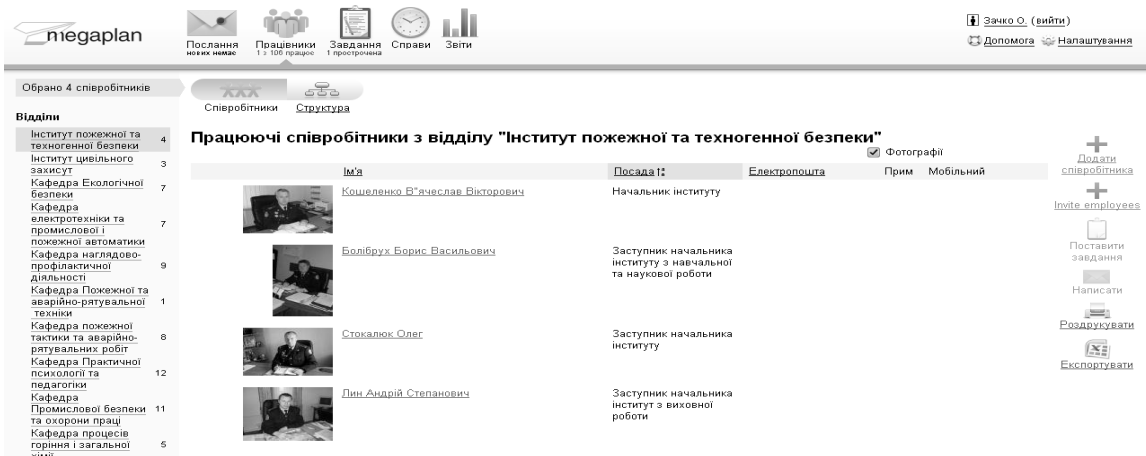 megaplan
Послання
нових немає
Працівники
1 з 106 працює
Завдання
1 прострочена
Справи
Звіти
Зачко О. (вийти)
Допомога Налаштування
Обрано 4 співробітників
Співробітники Структура
Відділи
Інститут пожежної та
техногенної безпеки 4
Інститут цивільного
захисут 3
Кафедра Екологічної
безпеки 7
Кафедра
електротехніки та
промислової і
пожежної автоматики 7
Кафедра наглядово-
профілактичної
діяльності 9
Кафедра Пожежної та
аварійно-рятувальної
техніки 1
Кафедра пожежної
тактики та аварійно-
рятувальних робіт 8
Кафедра Практичної
психології та
педагогіки 12
Кафедра
Промислової безпеки
та охорони праці 11
Кафедра процесів
горіння і загальної
хімії 5
Працюючі співробітники з відділу "Інститут пожежної та техногенної безпеки"
Фотографії
Ім'я Посада Електропошта Прим Мобільний
Кошеленко В"ячеслав Вікторович Начальник інституту
Болібрух Борис Васильович Заступник начальника
інституту з навчальної
та наукової роботи
Стокалюк Олег Заступник начальника
інституту
Лин Андрій Степанович Заступник начальника
інститут з виховної
роботи
Додати
співробітника
Invite employees
Поставити
завдання
Написати
Роздрукувати
Експортувати